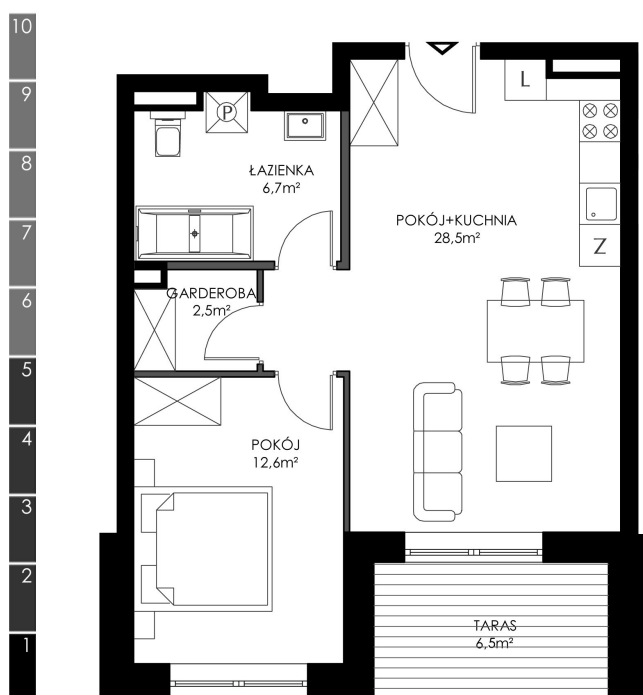 10
9
8
7
6
5
4
3
2
1
L
P
ŁAZIENKA
6,7m²
POKÓJ+KUCHNIA
28,5m²
Z
GARDEROBA
2,5m²
POKÓJ
12,6m²
TARAS
6,5m²